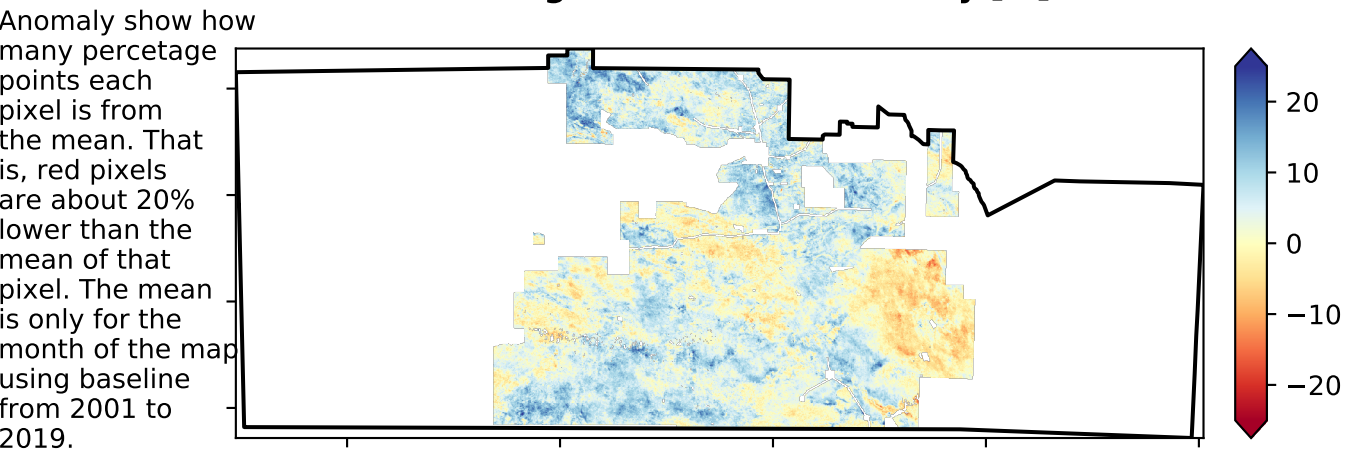 Anomaly show how
many percetage
points each
pixel is from
the mean. That
is, red pixels
are about 20%
lower than the
mean of that
pixel. The mean
is only for the
month of the map
using baseline
from 2001 to
2019.
20
10
0
−10
−20